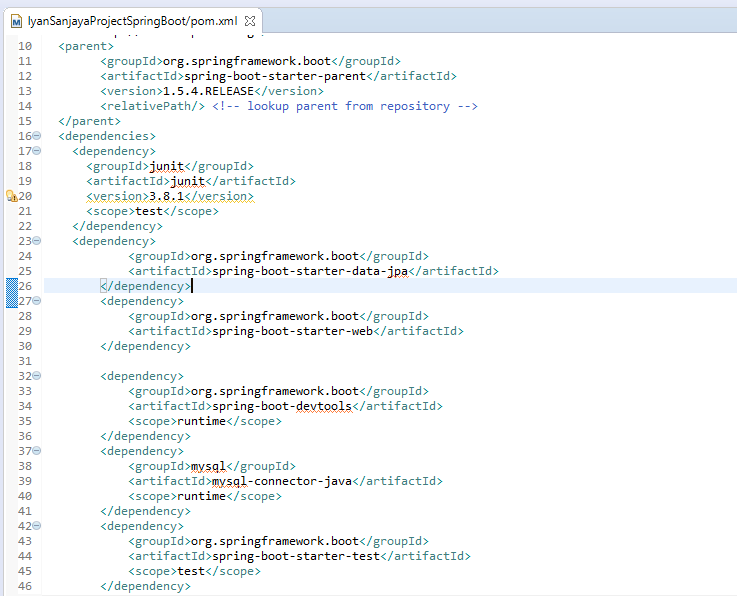 IyanSanjayaProjectSpringBoot/pom.xml
10 <parent>
11 <groupId>org.springframework.boot</groupId>
12 <artifactId>spring-boot-starter-parent</artifactId>
13 <version>1.5.4.RELEASE</version>
14 <relativePath/> <!-- lookup parent from repository -->
15 </parent>
16 <dependencies>
17 <dependency>
18 <groupId>junit</groupId>
19 <artifactId>junit</artifactId>
20 <version>3.8.1</version>
21 <scope>test</scope>
22 </dependency>
23 <dependency>
24 <groupId>org.springframework.boot</groupId>
25 <artifactId>spring-boot-starter-data-jpa</artifactId>
26 </dependency>
27 <dependency>
28 <groupId>org.springframework.boot</groupId>
29 <artifactId>spring-boot-starter-web</artifactId>
30 </dependency>
31
32 <dependency>
33 <groupId>org.springframework.boot</groupId>
34 <artifactId>spring-boot-devtools</artifactId>
35 <scope>runtime</scope>
36 </dependency>
37 <dependency>
38 <groupId>mysql</groupId>
39 <artifactId>mysql-connector-java</artifactId>
40 <scope>runtime</scope>
41 </dependency>
42 <dependency>
43 <groupId>org.springframework.boot</groupId>
44 <artifactId>spring-boot-starter-test</artifactId>
45 <scope>test</scope>
46 </dependency>